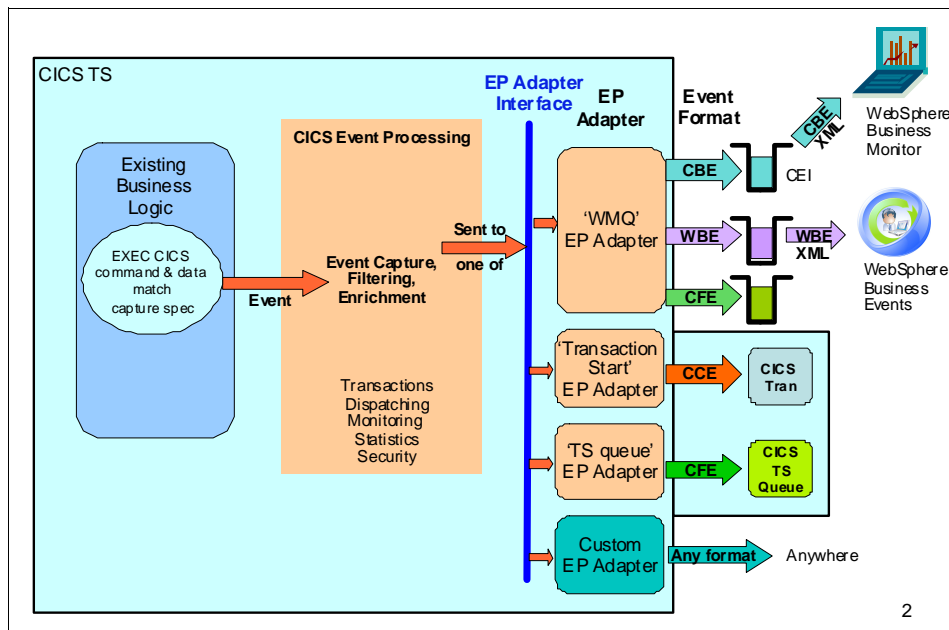 CICS TS
Existing
Business
Logic
EXEC CICS
command & data
match
capture spec
Event
CICS Event Processing
Event Capture,
Filtering,
Enrichment
Transactions
Dispatching
Monitoring
Statistics
Security
Sent to
one of
EP Adapter
Interface
EP
Adapter
Event
Format
'WMQ'
EP Adapter
CBE
CEI
CBE
XML
WebSphere
Business
Monitor
WBE
WBE
XML
WebSphere
Business
Events
CFE
'Transaction
Start'
EP Adapter
CCE
CICS
Tran
'TS queue'
EP Adapter
CFE
CICS
TS
Queue
Custom
EP Adapter
Any format
Anywhere
2